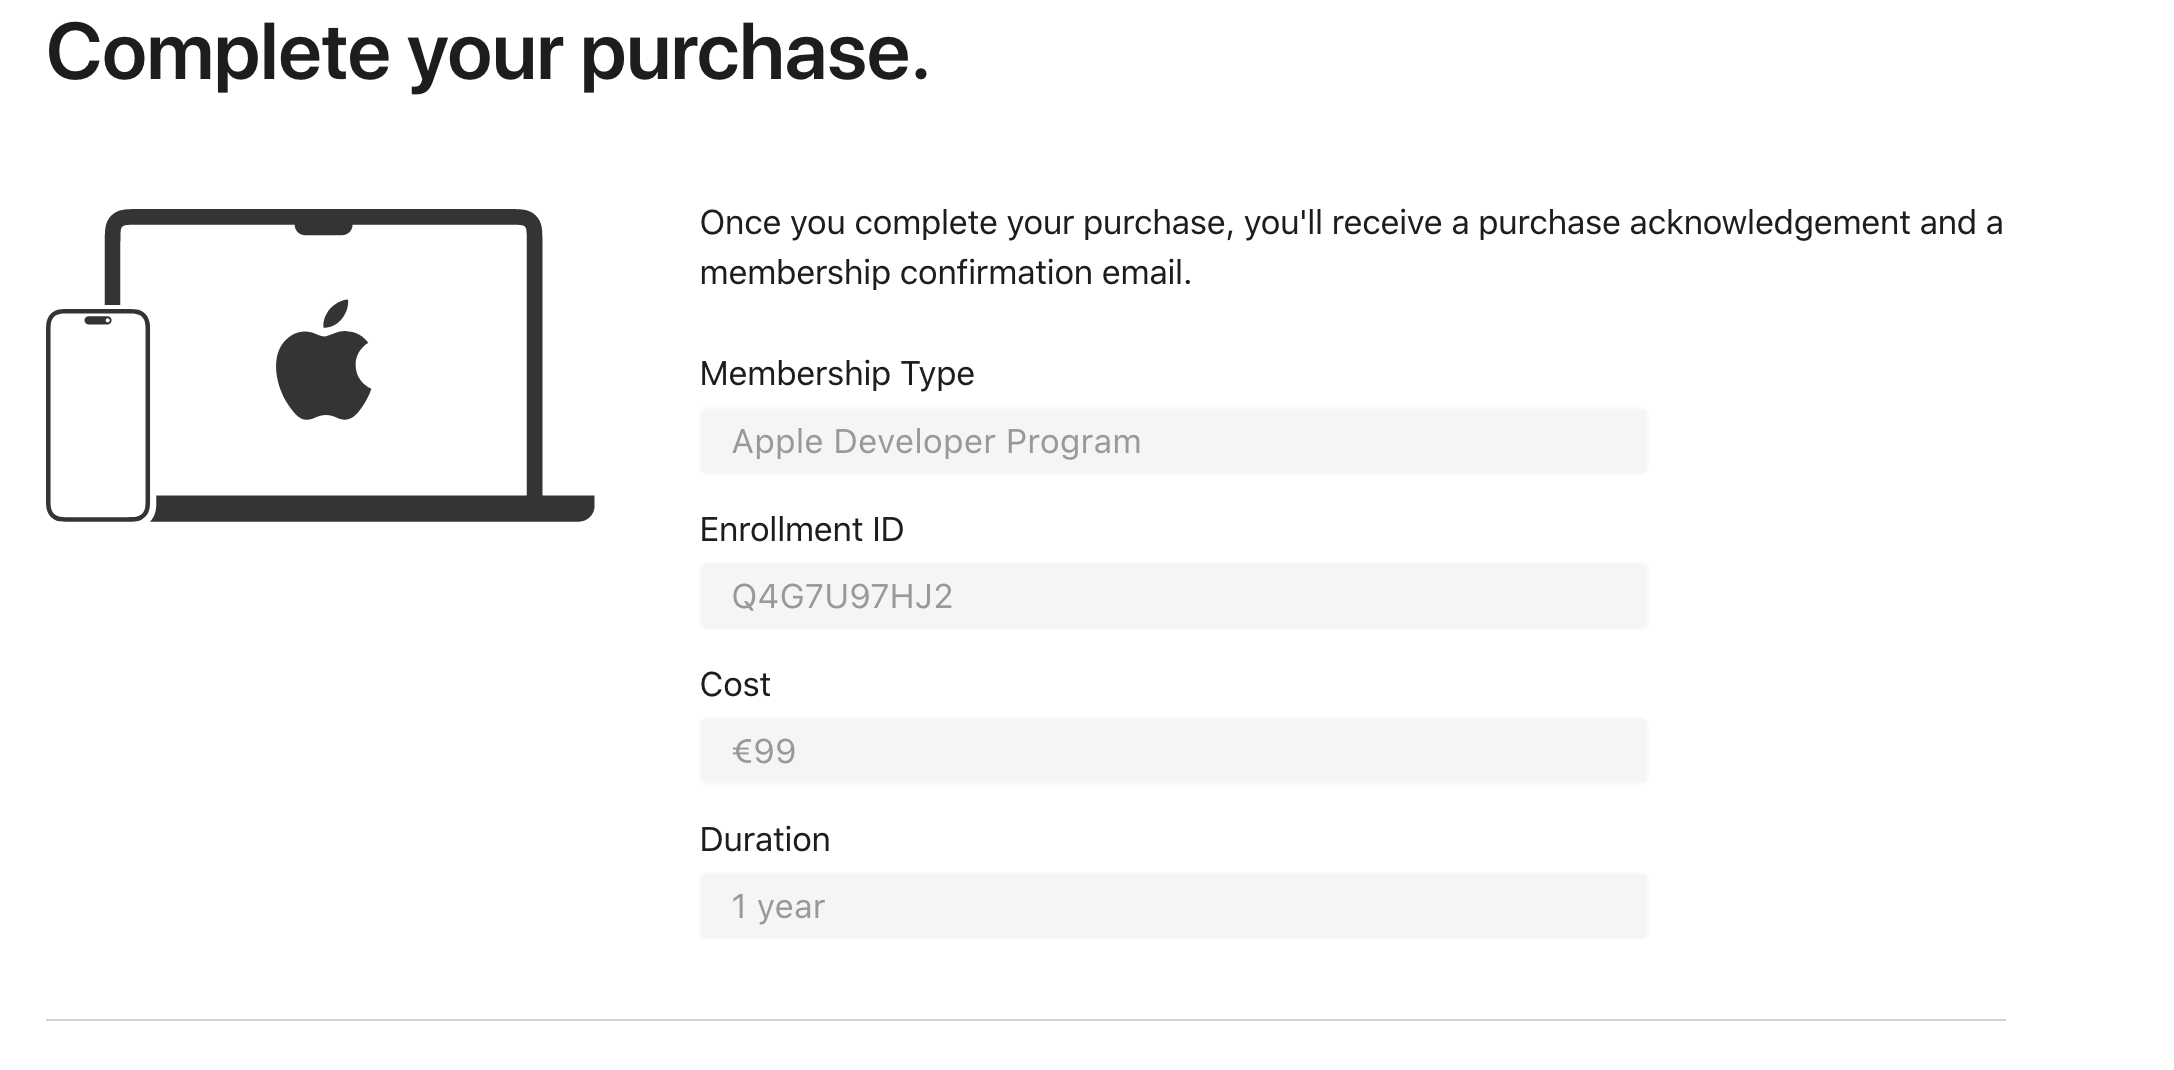 Complete your purchase.
Once you complete your purchase, you'll receive a purchase acknowledgement and a
membership confirmation email.
Membership Type
Apple Developer Program
Enrollment ID
Q4G7U97HJ2
Cost
€99
Duration
1 year